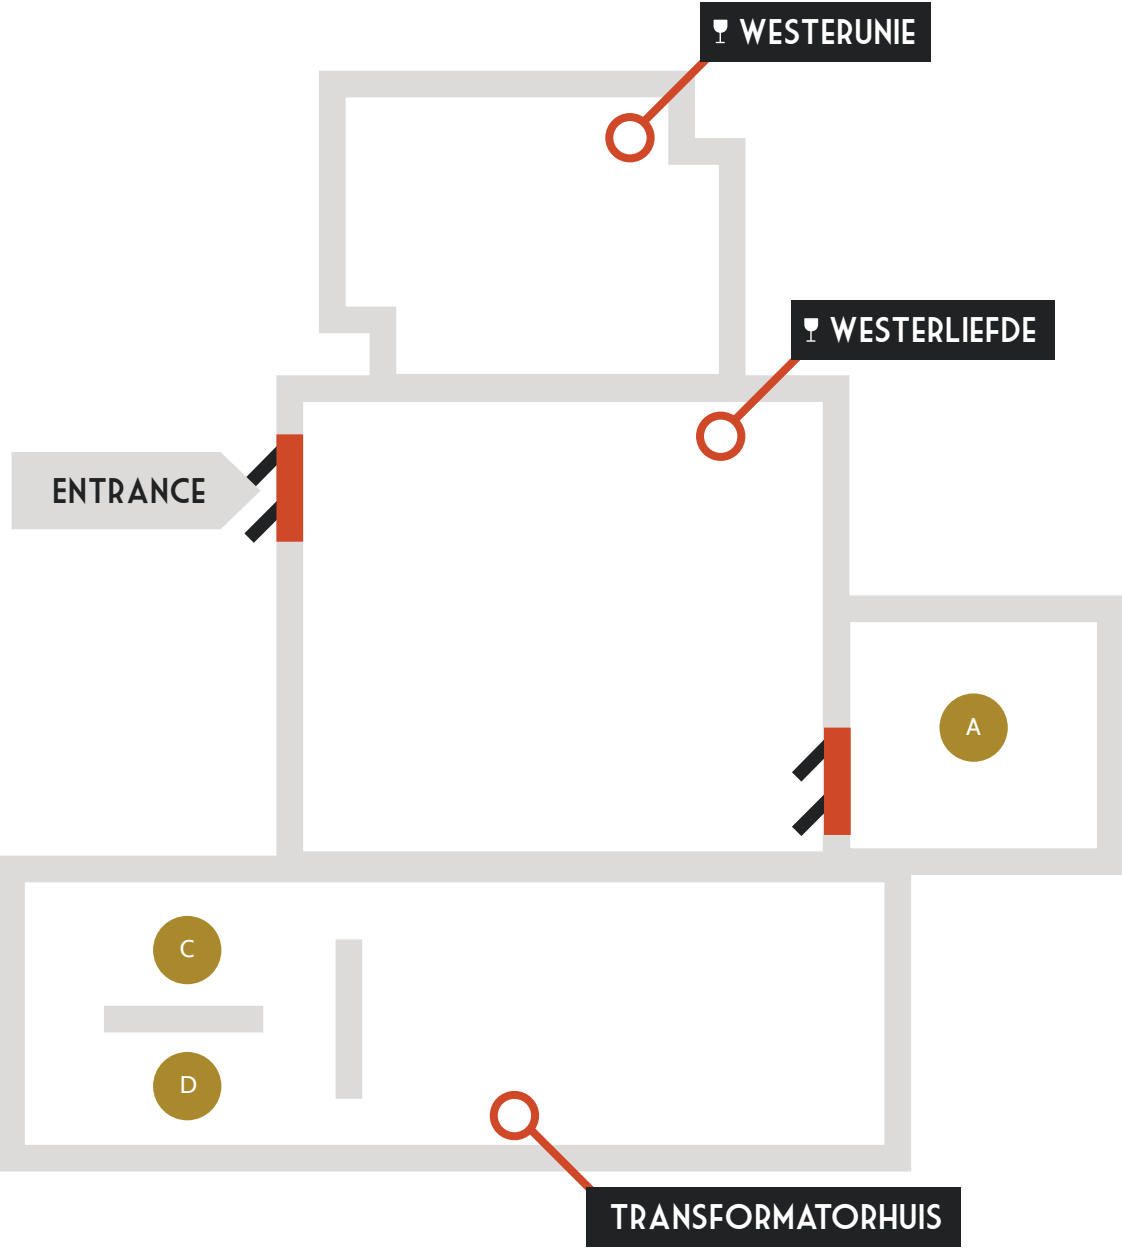 WESTERUNIE
WESTERLIEFDE
ENTRANCE
A
C
D
TRANSFORMATORHUIS